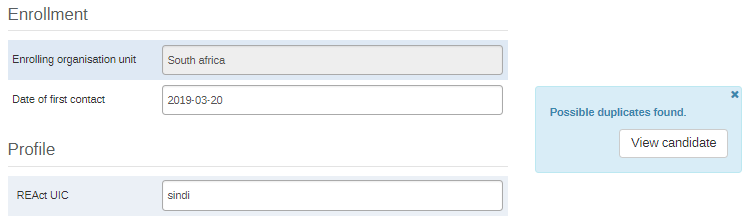 Enrollment
Enrolling organisation unit South africa
Date of first contact 2019-03-20
Possible duplicates found.
View candidate
Profile
REAct UIC sindi